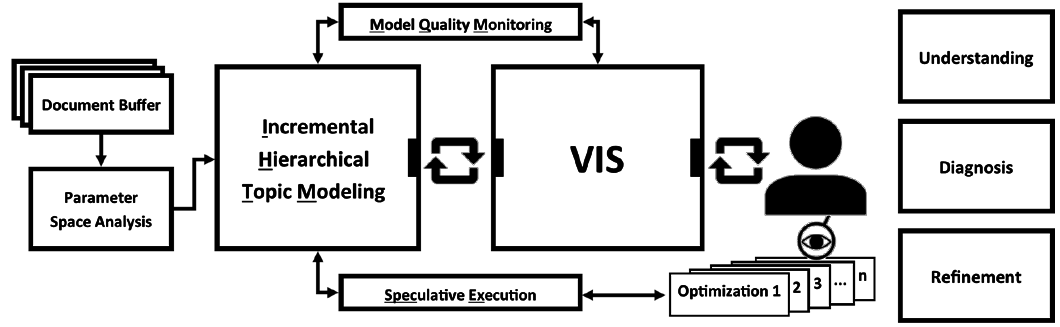 Model Quality Monitoring
Document Buffer
Parameter
Space Analysis
Incremental
Hierarchical
Topic Modeling
VIS
Speculative Execution
Optimization 1
2
3
...
n
Understanding
Diagnosis
Refinement